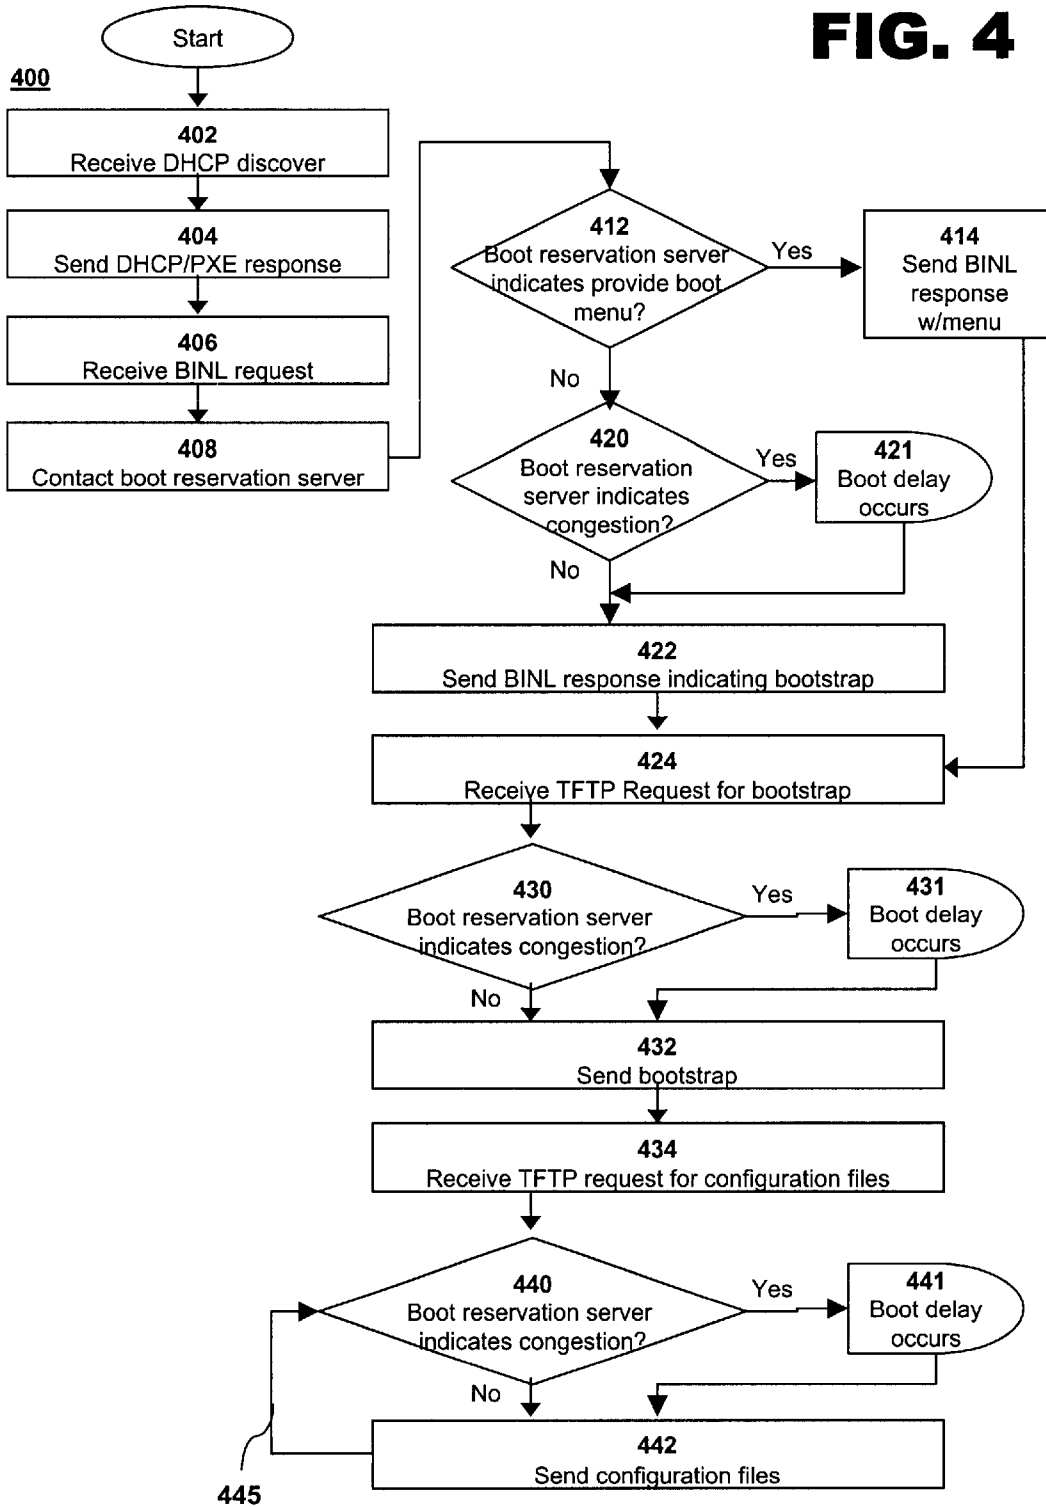 FIG. 4
Start
400
402
Receive DHCP discover
404
Send DHCP/PXE response
406
Receive BINL request
408
Contact boot reservation server
412
Boot reservation server
indicates provide boot
menu?
Yes
414
Send BINL
response
w/menu
No
420
Boot reservation
server indicates
congestion?
Yes
421
Boot delay
occurs
No
422
Send BINL response indicating bootstrap
424
Receive TFTP Request for bootstrap
430
Boot reservation server
indicates congestion?
Yes
431
Boot delay
occurs
No
432
Send bootstrap
434
Receive TFTP request for configuration files
440
Boot reservation server
indicates congestion?
Yes
441
Boot delay
occurs
No
442
Send configuration files
445